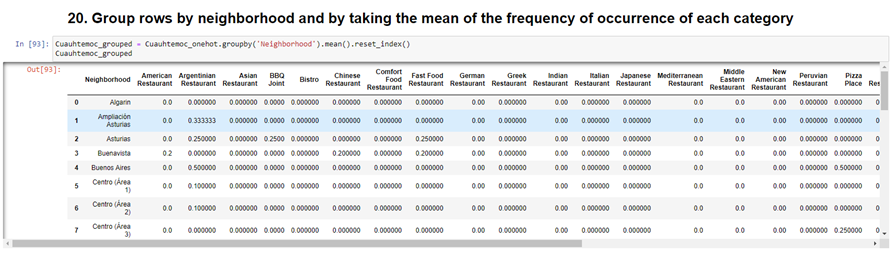 20. Group rows by neighborhood and by taking the mean of the frequency of occurrence of each category
In [93]: Cuauhtemoc_grouped = Cuauhtemoc_onehot.groupby('Neighborhood').mean().reset_index()
Cuauhtemoc_grouped
Out[93]:
Neighborhood American Restaurant Argentinian Restaurant Asian Restaurant BBQ Joint Bistro Chinese Restaurant Comfort Food Restaurant Fast Food Restaurant German Restaurant Greek Restaurant Indian Restaurant Italian Restaurant Japanese Restaurant Mediterranean Restaurant Middle Eastern Restaurant New American Restaurant Peruvian Restaurant Pizza Place
0 Algarin 0.0 0.000000 0.000000 0.0000 0.000000 0.000000 0.000000 0.000000 0.00 0.00 0.00 0.000000 0.000000 0.00 0.0 0.0 0.000000 0.000000
1 Ampliación Asturias 0.0 0.333333 0.000000 0.0000 0.000000 0.000000 0.000000 0.000000 0.00 0.00 0.00 0.000000 0.000000 0.00 0.0 0.0 0.000000 0.000000
2 Asturias 0.0 0.250000 0.000000 0.2500 0.000000 0.000000 0.000000 0.250000 0.00 0.00 0.00 0.000000 0.000000 0.00 0.0 0.0 0.000000 0.000000
3 Buenavista 0.2 0.000000 0.000000 0.0000 0.000000 0.200000 0.000000 0.200000 0.00 0.00 0.00 0.000000 0.000000 0.00 0.0 0.0 0.000000 0.000000
4 Buenos Aires 0.0 0.500000 0.000000 0.0000 0.000000 0.000000 0.000000 0.000000 0.00 0.00 0.00 0.000000 0.000000 0.00 0.0 0.0 0.000000 0.500000
5 Centro (Área 1) 0.0 0.100000 0.000000 0.0000 0.000000 0.000000 0.000000 0.000000 0.00 0.00 0.00 0.000000 0.000000 0.00 0.0 0.0 0.000000 0.000000
6 Centro (Área 2) 0.0 0.100000 0.000000 0.0000 0.000000 0.000000 0.000000 0.000000 0.00 0.00 0.00 0.000000 0.000000 0.00 0.0 0.0 0.000000 0.000000
7 Centro (Área 3) 0.0 0.000000 0.000000 0.0000 0.000000 0.000000 0.000000 0.000000 0.00 0.00 0.00 0.000000 0.000000 0.00 0.0 0.0 0.000000 0.250000